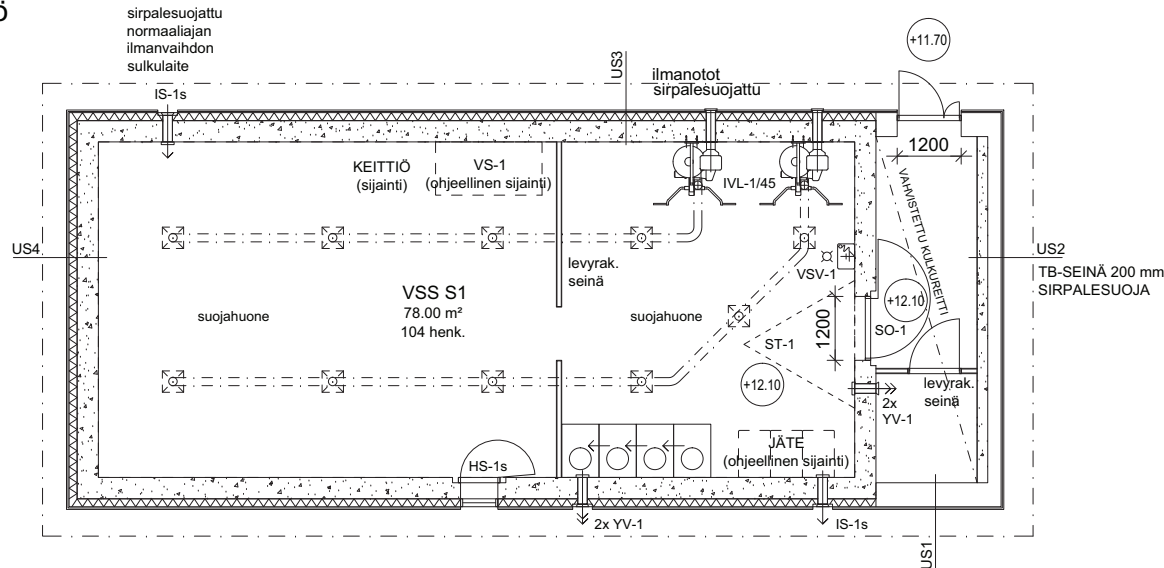 Ö
sirpalesuojattu
normaaliajan
ilmanvaihdon
sulkulaite
IS-1s
US3
ilmanotot
sirpalesuojattu
+11.70
1200
KEITTIÖ
(sijainti)
VS-1
(ohjeellinen sijainti)
IVL-1/45
VAHVISTETTU KULKUREITTI
US4
US2
TB-SEINÄ 200 mm
SIRPALESUOJA
levyrak.
seinä
VSV-1
VSS S1
78.00 m²
104 henk.
suojahuone
suojahuone
+12.10
SO-1
1200
ST-1
+12.10
levyrak.
seinä
2x
YV-1
JÄTE
(ohjeellinen sijainti)
HS-1s
2x YV-1
IS-1s
US1